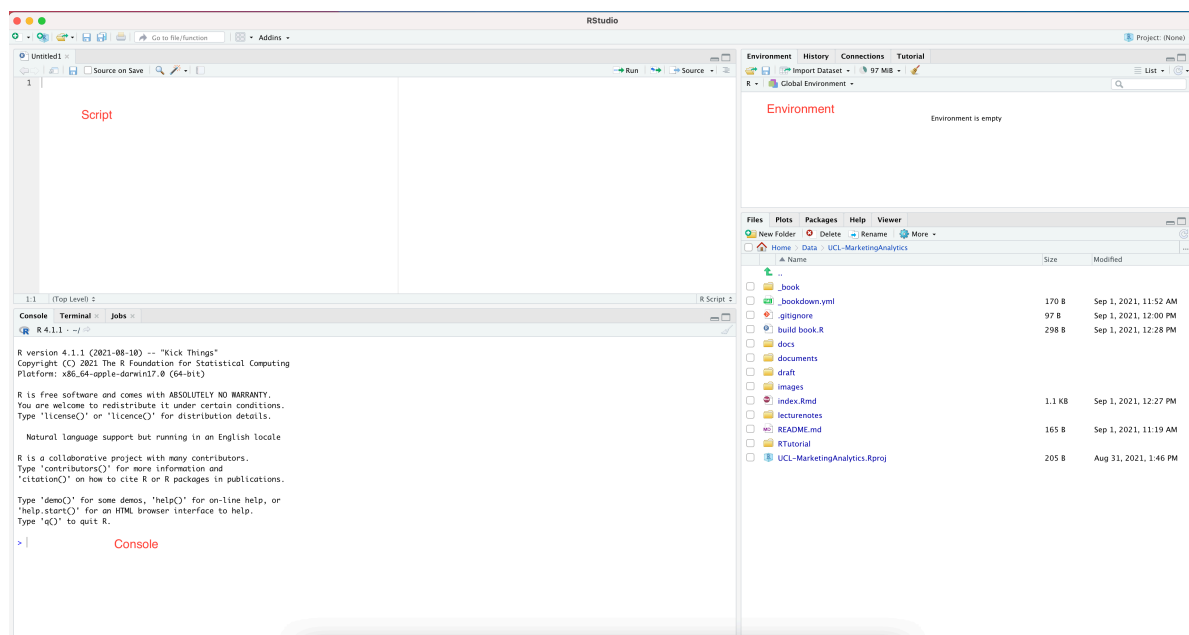 RStudio
Go to file/function
Addins
Project: (None)
Untitled1
Source on Save
Run
Source
1
Script
1:1 (Top Level)
R Script
Console Terminal Jobs
R 4.1.1 · ~/
R version 4.1.1 (2021-08-10) -- "Kick Things"
Copyright (C) 2021 The R Foundation for Statistical Computing
Platform: x86_64-apple-darwin17.0 (64-bit)
R is free software and comes with ABSOLUTELY NO WARRANTY.
You are welcome to redistribute it under certain conditions.
Type 'license()' or 'licence()' for distribution details.
Natural language support but running in an English locale
R is a collaborative project with many contributors.
Type 'contributors()' for more information and
'citation()' on how to cite R or R packages in publications.
Type 'demo()' for some demos, 'help()' for on-line help, or
'help.start()' for an HTML browser interface to help.
Type 'q()' to quit R.
>
Console
Environment History Connections Tutorial
Import Dataset 97 MiB List
R Global Environment
Environment
Environment is empty
Files Plots Packages Help Viewer
New Folder Delete Rename More
Home Data UCL-MarketingAnalytics
Name Size Modified
..
_book
_bookdown.yml 170 B Sep 1, 2021, 11:52 AM
.gitignore 97 B Sep 1, 2021, 12:00 PM
build book.R 298 B Sep 1, 2021, 12:28 PM
docs
documents
draft
images
index.Rmd 1.1 KB Sep 1, 2021, 12:27 PM
lecturenotes
README.md 165 B Sep 1, 2021, 11:19 AM
RTutorial
UCL-MarketingAnalytics.Rproj 205 B Aug 31, 2021, 1:46 PM